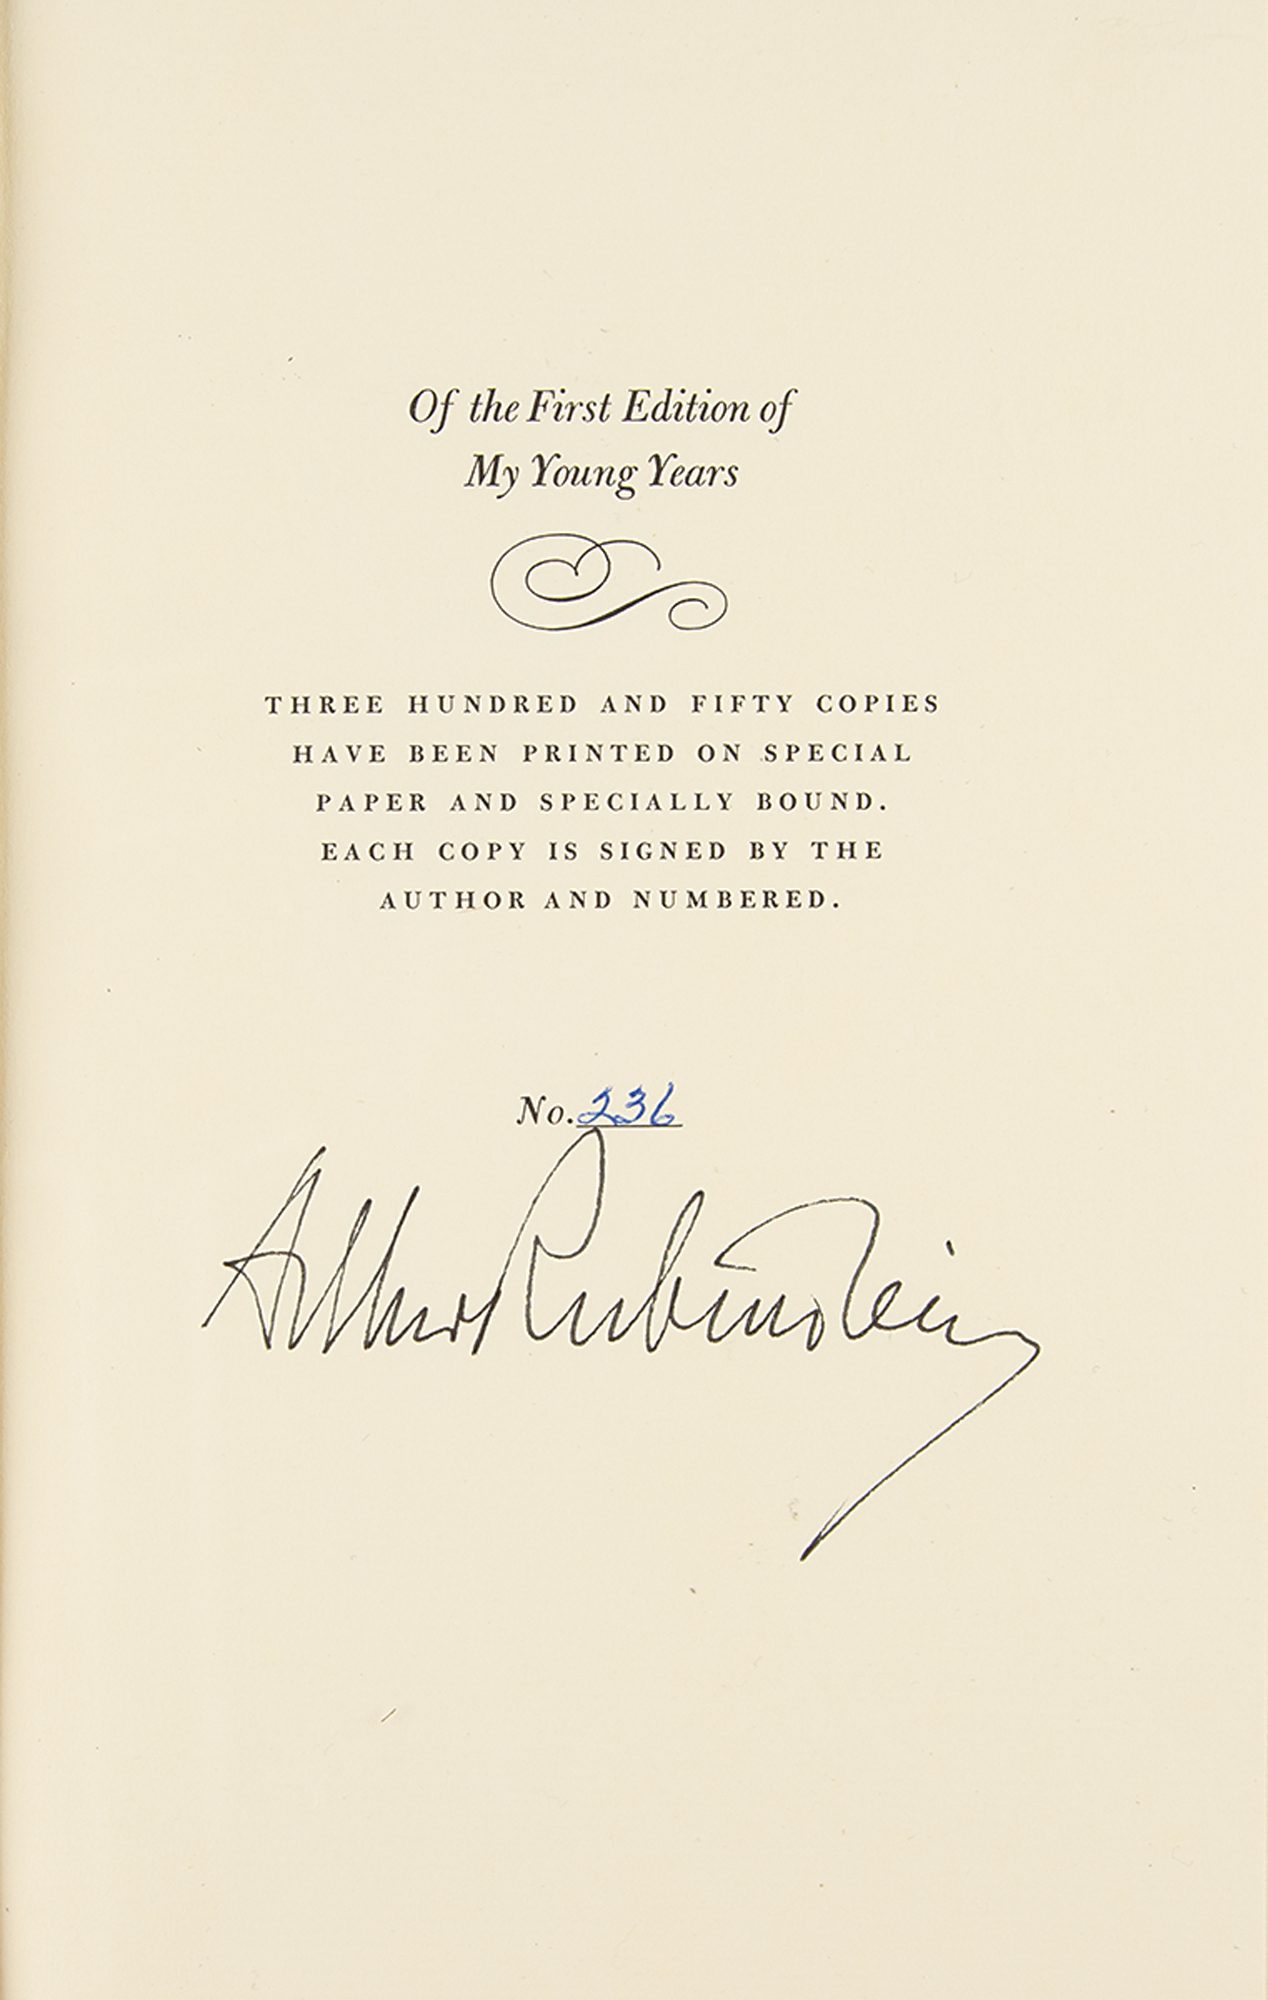 Of the First Edition of
My Young Years
THREE HUNDRED AND FIFTY COPIES
HAVE BEEN PRINTED ON SPECIAL
PAPER AND SPECIALLY BOUND.
EACH COPY IS SIGNED BY THE
AUTHOR AND NUMBERED.
No. 236
Arthur Rubinstein